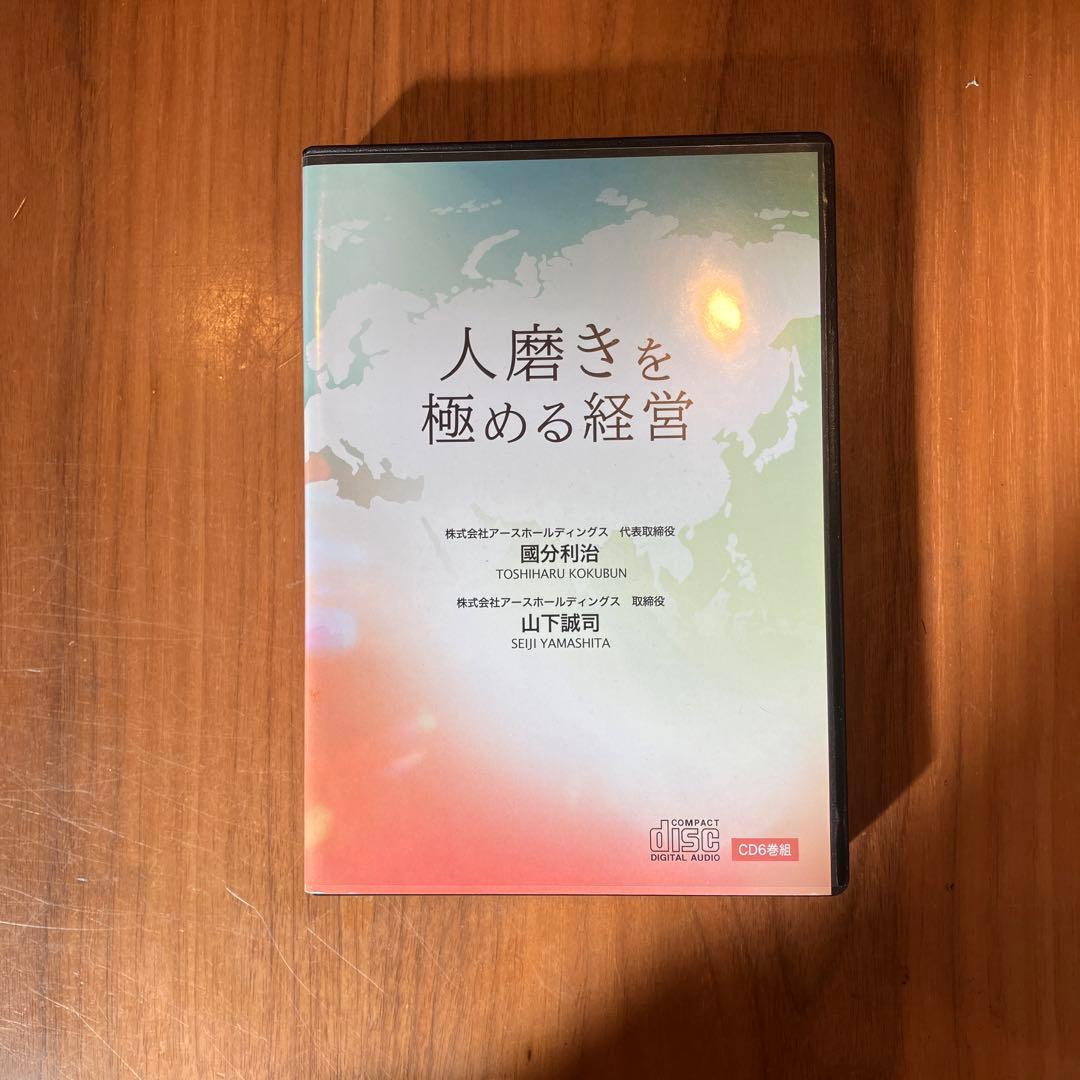 人磨きを
極める経営
株式会社アースホールディングス　代表取締役
國分利治
TOSHIHARU KOKUBUN
株式会社アースホールディングス　取締役
山下誠司
SEIJI YAMASHITA
COMPACT
disc
DIGITAL AUDIO
CD6巻組